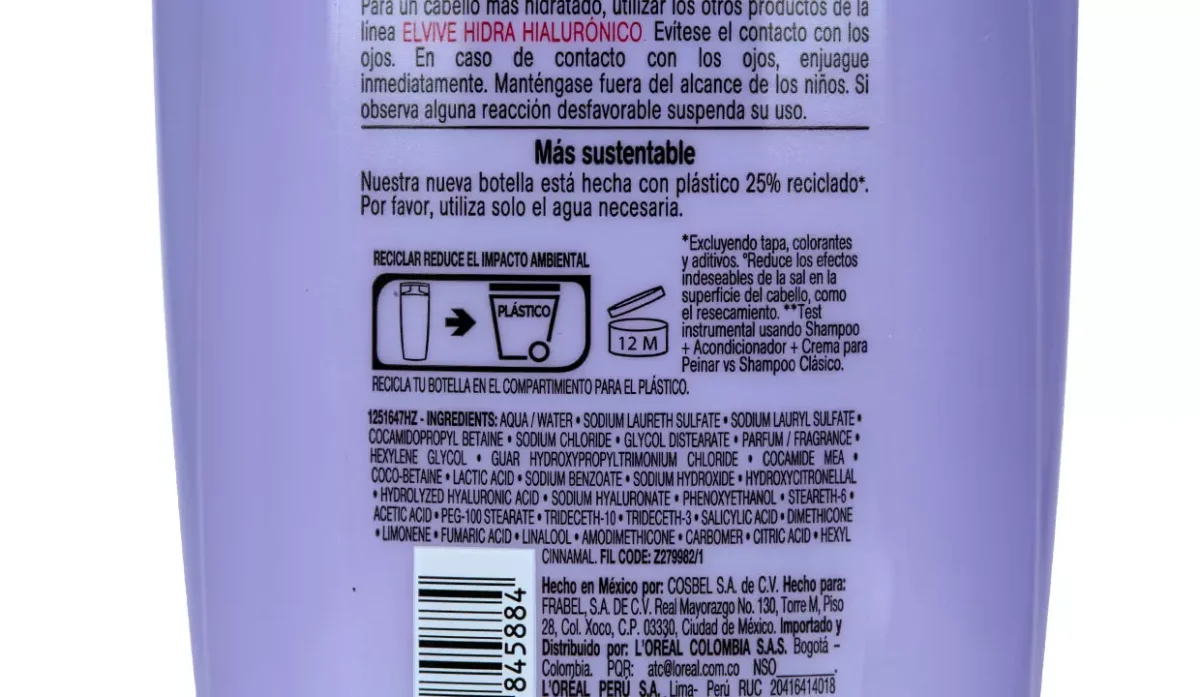 Para un cabello más hidratado, utilizar los otros productos de la
línea ELVIVE HIDRA HIALURÓNICO. Evítese el contacto con los
ojos. En caso de contacto con los ojos, enjuague
inmediatamente. Manténgase fuera del alcance de los niños. Si
observa alguna reacción desfavorable suspenda su uso.
Más sustentable
Nuestra nueva botella está hecha con plástico 25% reciclado*.
Por favor, utiliza solo el agua necesaria.
RECICLAR REDUCE EL IMPACTO AMBIENTAL
PLÁSTICO
12 M
*Excluyendo tapa, colorantes
y aditivos. °Reduce los efectos
indeseables de la sal en la
superficie del cabello, como
el resecamiento. **Test
instrumental usando Shampoo
+ Acondicionador + Crema para
Peinar vs Shampoo Clásico.
RECICLA TU BOTELLA EN EL COMPARTIMIENTO PARA EL PLÁSTICO.
1251647HZ - INGREDIENTS: AQUA / WATER • SODIUM LAURETH SULFATE • SODIUM LAURYL SULFATE •
COCAMIDOPROPYL BETAINE • SODIUM CHLORIDE • GLYCOL DISTEARATE • PARFUM / FRAGRANCE •
HEXYLENE GLYCOL • GUAR HYDROXYPROPYLTRIMONIUM CHLORIDE • COCAMIDE MEA •
COCO-BETAINE • LACTIC ACID • SODIUM BENZOATE • SODIUM HYDROXIDE • HYDROXYCITRONELLAL
• HYDROLYZED HYALURONIC ACID • SODIUM HYALURONATE • PHENOXYETHANOL • STEARETH-6 •
ACETIC ACID • PEG-100 STEARATE • TRIDECETH-10 • TRIDECETH-3 • SALICYLIC ACID • DIMETHICONE
• LIMONENE • FUMARIC ACID • LINALOOL • AMODIMETHICONE • CARBOMER • CITRIC ACID • HEXYL
CINNAMAL. FIL CODE: Z279982/1
845884
Hecho en México por: COSBEL S.A. de C.V. Hecho para:
FRABEL, S.A. DE C.V. Real Mayorazgo No. 130, Torre M, Piso
28, Col. Xoco, C.P. 03330, Ciudad de México. Importado y
Distribuido por: L'ORÉAL COLOMBIA S.A.S. Bogotá -
Colombia. PQR: atc@loreal.com.co NSO
L'ORÉAL PERÚ S.A. Lima- Perú RUC 20416414018